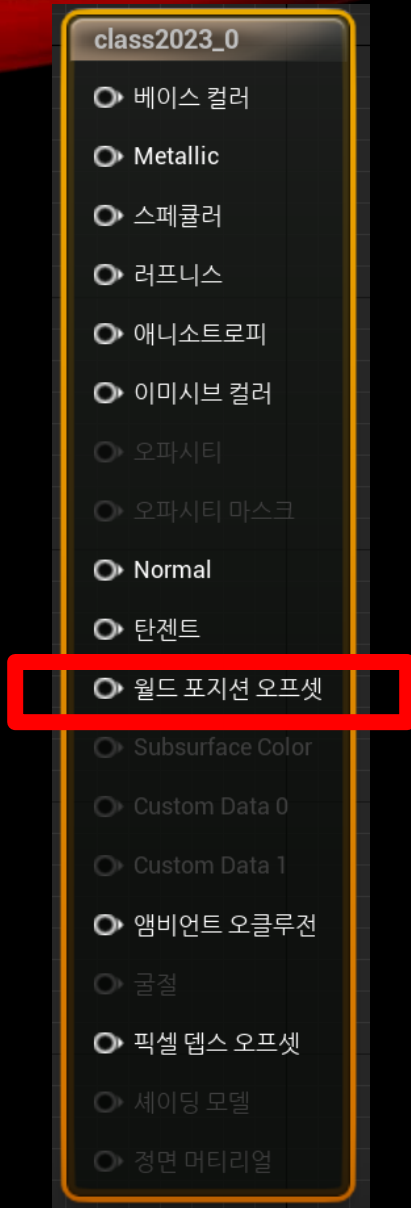 class2023_0
베이스 컬러
Metallic
스페큘러
러프니스
애니소트로피
이미시브 컬러
오파시티
오파시티 마스크
Normal
탄젠트
월드 포지션 오프셋
Subsurface Color
Custom Data 0
Custom Data 1
앰비언트 오클루전
굴절
픽셀 뎁스 오프셋
셰이딩 모델
정면 머티리얼